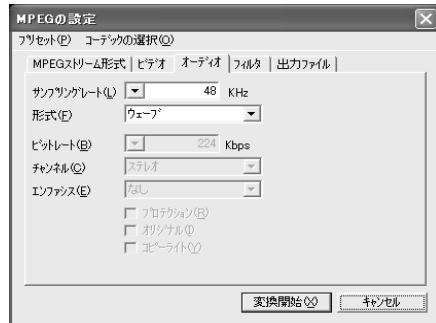 MPEGの設定
プリセット(P) コーデックの選択(O)
MPEGストリーム形式 ビデオ オーディオ フィルタ 出力ファイル
サンプリングレート(L) 48 KHz
形式(F) ウェーブ
ビットレート(B) 224 Kbps
チャンネル(C) ステレオ
エンファシス(E) なし
プロテクション(R)
オリジナル(I)
コピーライト(Y)
変換開始(X) キャンセル